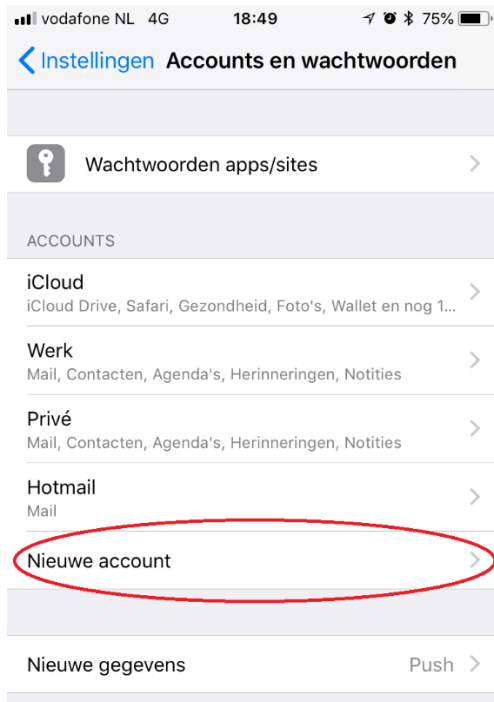 vodafone NL 4G 18:49 75%
Instellingen Accounts en wachtwoorden
Wachtwoorden apps/sites
ACCOUNTS
iCloud
iCloud Drive, Safari, Gezondheid, Foto's, Wallet en nog 1...
Werk
Mail, Contacten, Agenda's, Herinneringen, Notities
Privé
Mail, Contacten, Agenda's, Herinneringen, Notities
Hotmail
Mail
Nieuwe account
Nieuwe gegevens Push